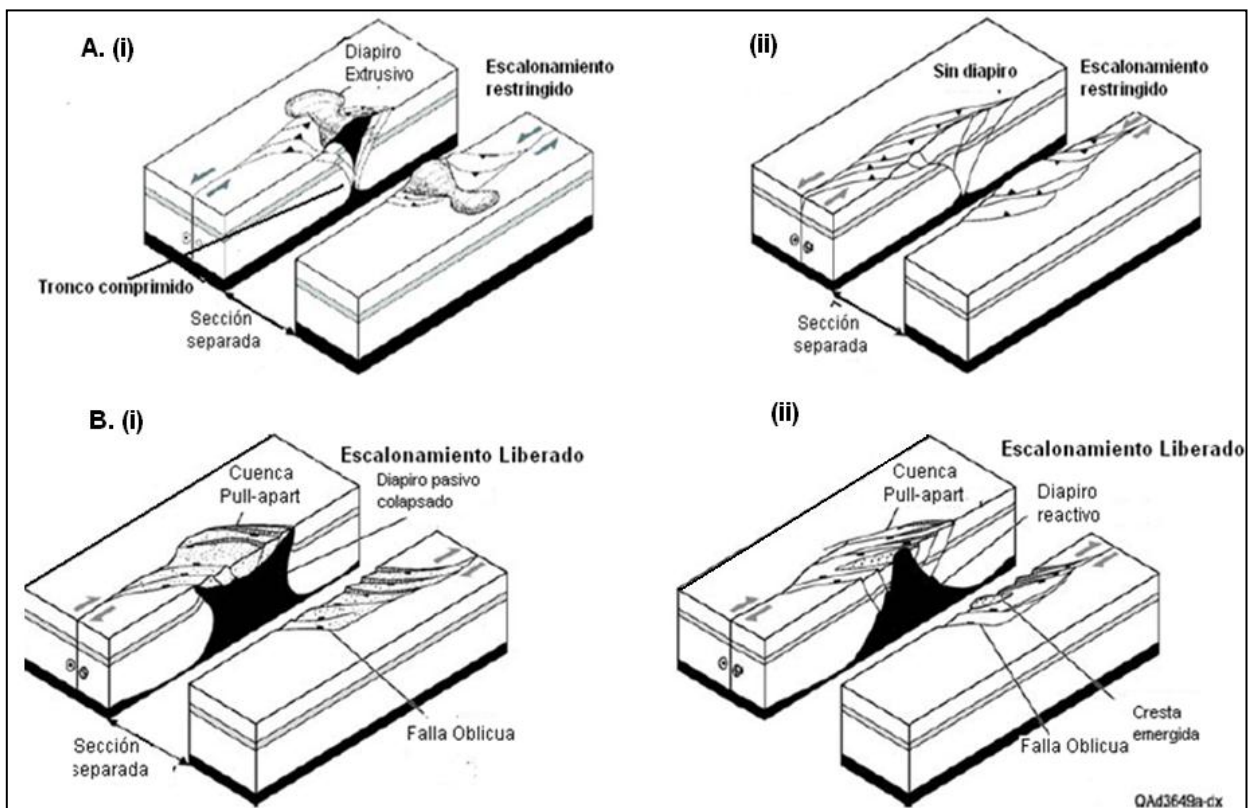 A. (i)
Diapiro
Extrusivo
Escalonamiento
restringido
Tronco comprimido
Sección
separada
(ii)
Sin diapiro
Escalonamiento
restringido
Sección
separada
B. (i)
Escalonamiento Liberado
Cuenca
Pull-apart
Diapiro pasivo
colapsado
Sección
separada
Falla Oblicua
(ii)
Escalonamiento Liberado
Cuenca
Pull-apart
Diapiro
reactivo
Falla Oblicua
Cresta
emergida
QAd3649a-dx